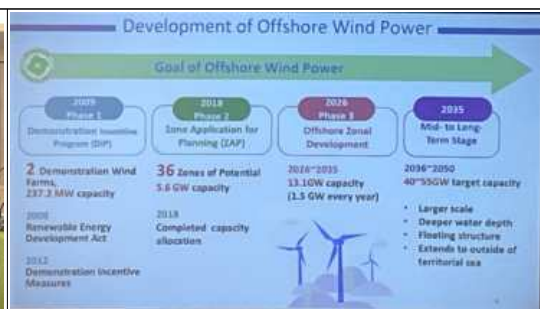 Development of Offshore Wind Power
Goal of Offshore Wind Power
2009
Phase 1
Demonstration Incentive
Program (DIP)
2 Demonstration Wind
Farms,
237.2 MW capacity
2009
Renewable Energy
Development Act
2012
Demonstration Incentive
Measures
2018
Phase 2
Zone Application for
Planning (ZAP)
36 Zones of Potential
5.6 GW capacity
2018
Completed capacity
allocation
2026
Phase 3
Offshore Zonal
Development
2026~2035
13.1GW capacity
(1.5 GW every year)
2035
Mid- to Long-
Term Stage
2036~2050
40~55GW target capacity
• Larger scale
• Deeper water depth
• Floating structure
• Extends to outside of
territorial sea